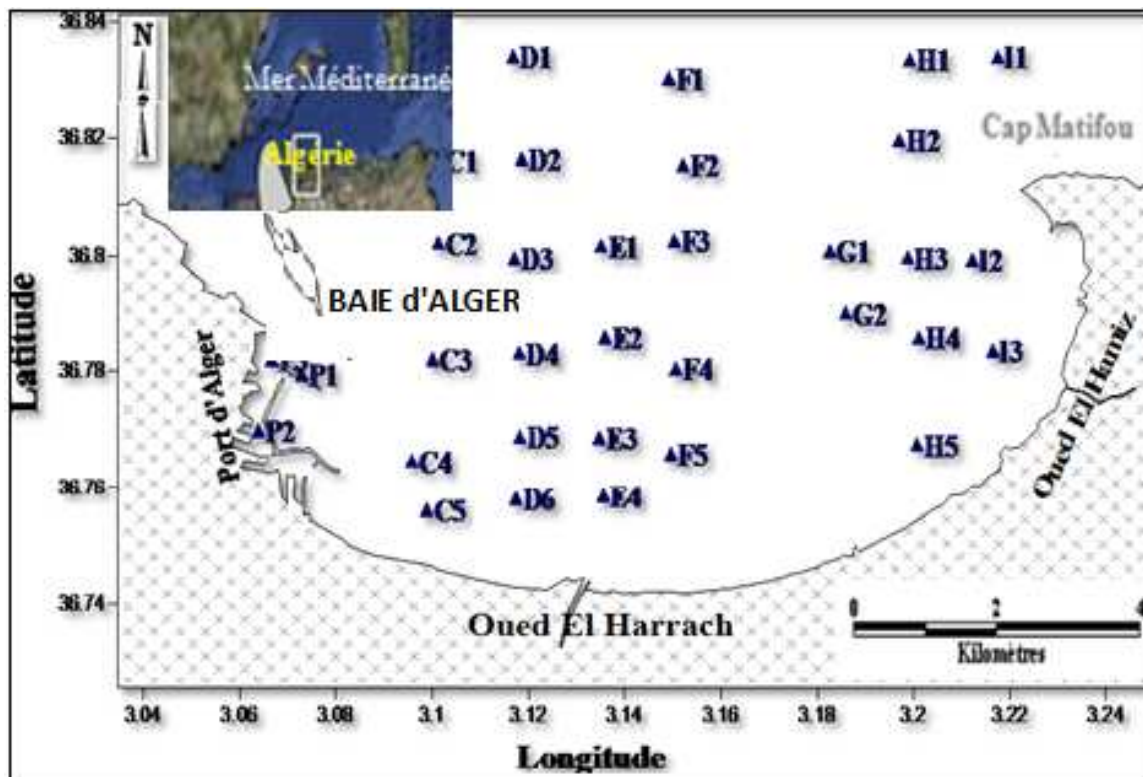 36.84
N
Mer Méditerrané
D1
F1
H1
I1
Cap Matifou
36.82
Algérie
C1
D2
F2
H2
36.8
C2
D3
E1
F3
G1
H3
I2
BAIE d'ALGER
G2
Latitude
36.78
P1
C3
D4
E2
F4
H4
I3
Port d'Alger
P2
D5
E3
F5
H5
Oued El Hamiz
C4
36.76
C5
D6
E4
36.74
Oued El Harrach
0 2 4
Kilomètres
3.04 3.06 3.08 3.1 3.12 3.14 3.16 3.18 3.2 3.22 3.24
Longitude